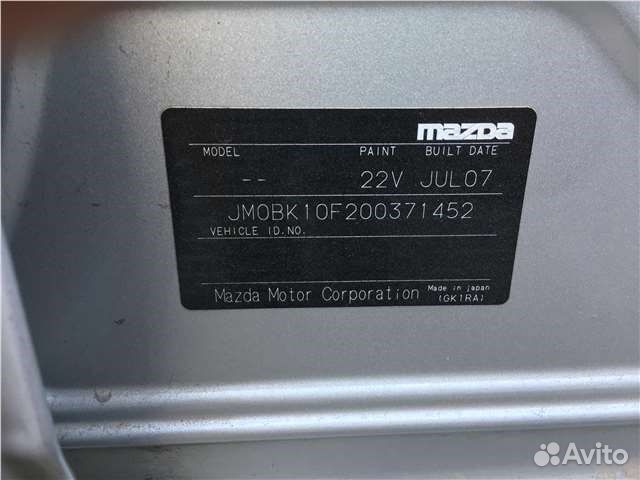 mazda
MODEL PAINT BUILT DATE
-- 22V JUL07
JM0BK10F200371452
VEHICLE ID.NO.
Mazda Motor Corporation Made in Japan
(GK1RA)
Avito